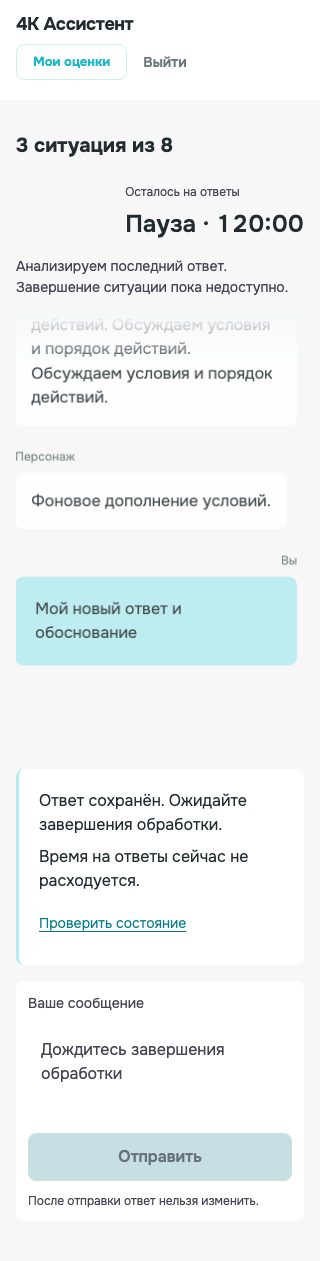 4K Ассистент
Мои оценки
Выйти
3 ситуация из 8
Осталось на ответы
Пауза · 120:00
Анализируем последний ответ.
Завершение ситуации пока недоступно.
действий. Обсуждаем условия
и порядок действий.
Обсуждаем условия и порядок
действий.
Персонаж
Фоновое дополнение условий.
Вы
Мой новый ответ и
обоснование
Ответ сохранён. Ожидайте
завершения обработки.
Время на ответы сейчас не
расходуется.
Проверить состояние
Ваше сообщение
Дождитесь завершения
обработки
Отправить
После отправки ответ нельзя изменить.